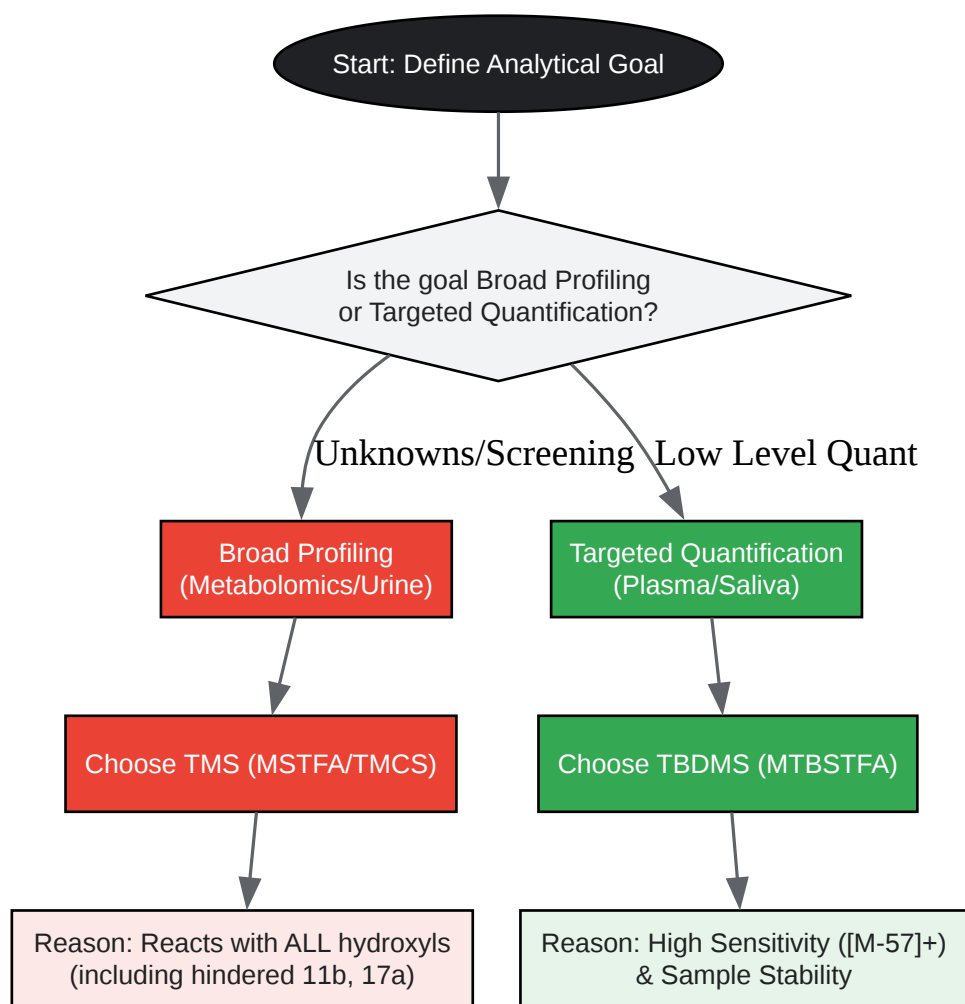 Start: Define Analytical Goal
Is the goal Broad Profiling
or Targeted Quantification?
Unknowns/Screening
Low Level Quant
Broad Profiling
(Metabolomics/Urine)
Targeted Quantification
(Plasma/Saliva)
Choose TMS (MSTFA/TMCS)
Choose TBDMS (MTBSTFA)
Reason: Reacts with ALL hydroxyls
(including hindered 11b, 17a)
Reason: High Sensitivity ([M-57]+)
& Sample Stability